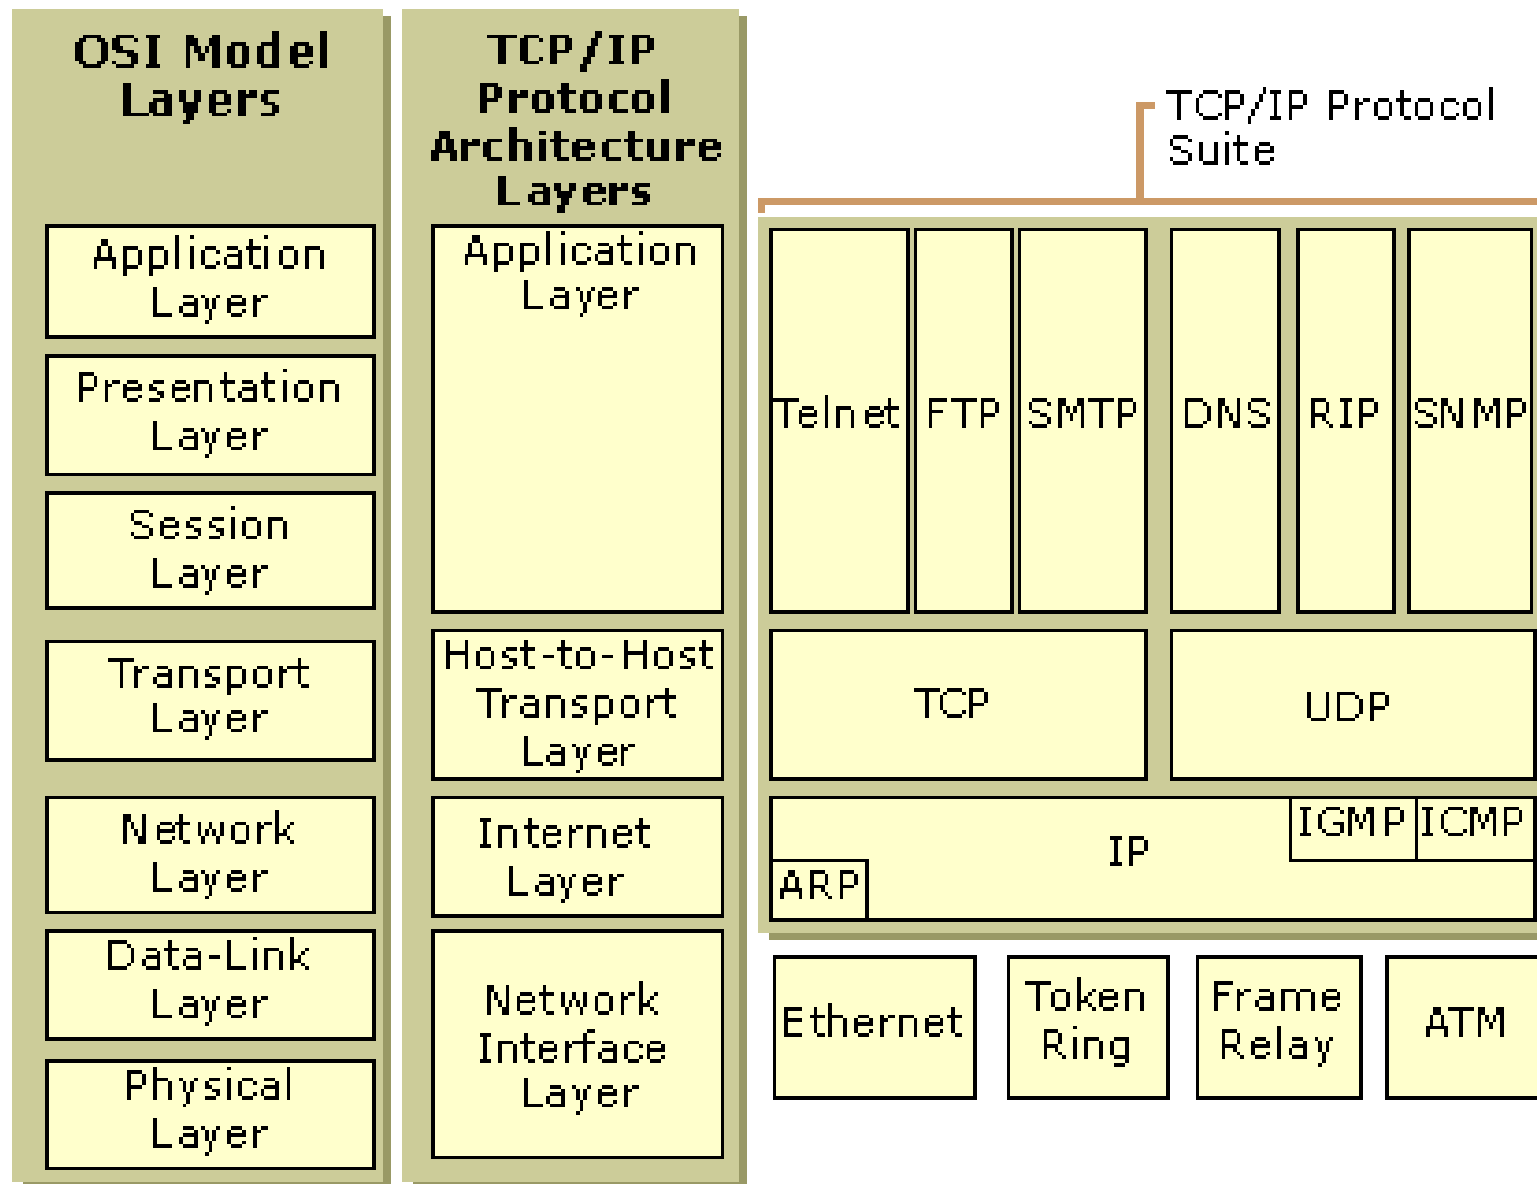 OSI Model
Layers
Application
Layer
Presentation
Layer
Session
Layer
Transport
Layer
Network
Layer
Data-Link
Layer
Physical
Layer
TCP/IP
Protocol
Architecture
Layers
Application
Layer
Host-to-Host
Transport
Layer
Internet
Layer
Network
Interface
Layer
TCP/IP Protocol
Suite
Telnet
FTP
SMTP
DNS
RIP
SNMP
TCP
UDP
IP
IGMP
ICMP
ARP
Ethernet
Token
Ring
Frame
Relay
ATM